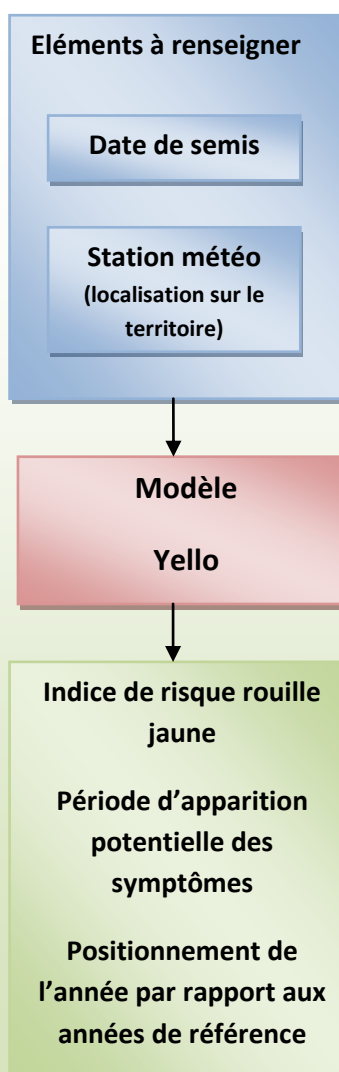 Eléments à renseigner
Date de semis
Station météo
(localisation sur le
territoire)
Modèle
Yello
Indice de risque rouille
jaune
Période d’apparition
potentielle des
symptômes
Positionnement de
l’année par rapport aux
années de référence